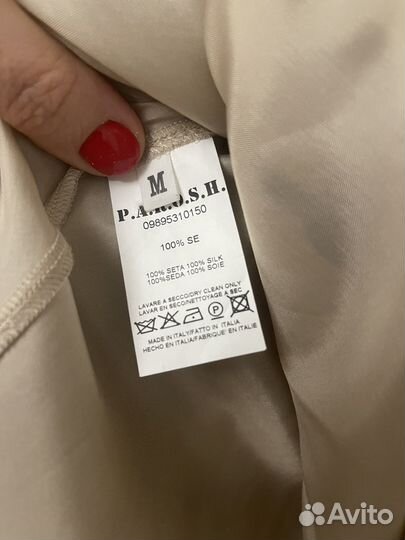 M
P.A.R.O.S.H.
09895310150
100% SE
100% SETA 100% SILK
100%SEDA 100% SOIE
LAVARE A SECCO/DRY CLEAN ONLY
LAVAR EN SECO/NETTOYAGE A SEC
P
MADE IN ITALY/FATTO IN ITALIA
HECHO EN ITALIA/FABRIQUE EN ITALIE
Avito